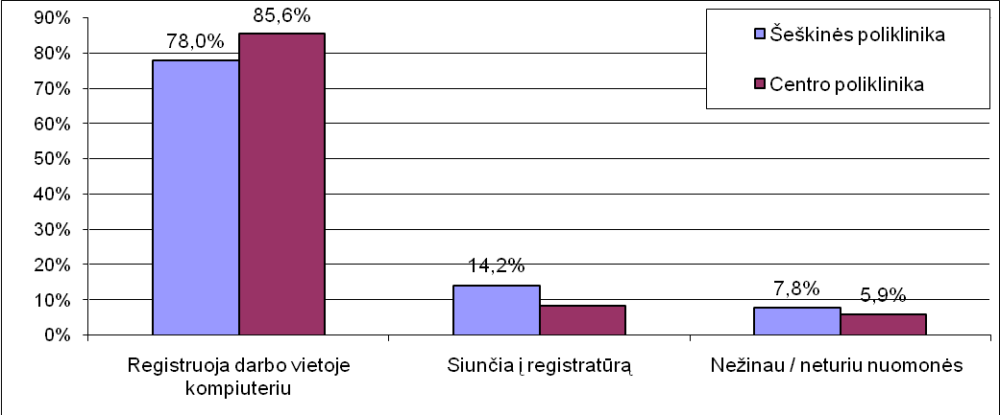 90%
80%
70%
60%
50%
40%
30%
20%
10%
0%
78,0%
85,6%
14,2%
7,8%
5,9%
Registruoja darbo vietoje
kompiuteriu
Siunčia į registratūrą
Nežinau / neturiu nuomonės
Šeškinės poliklinika
Centro poliklinika